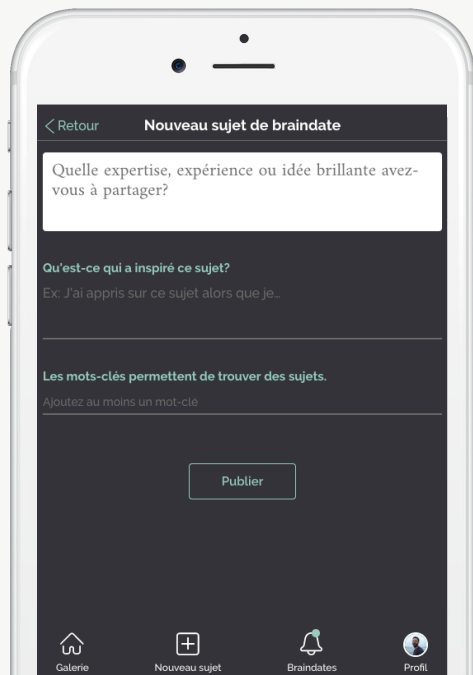 Retour
Nouveau sujet de braindate
Quelle expertise, expérience ou idée brillante avez-
vous à partager?
Qu'est-ce qui a inspiré ce sujet?
Ex: J'ai appris sur ce sujet alors que je...
Les mots-clés permettent de trouver des sujets.
Ajoutez au moins un mot-clé
Publier
Galerie
Nouveau sujet
Braindates
Profil